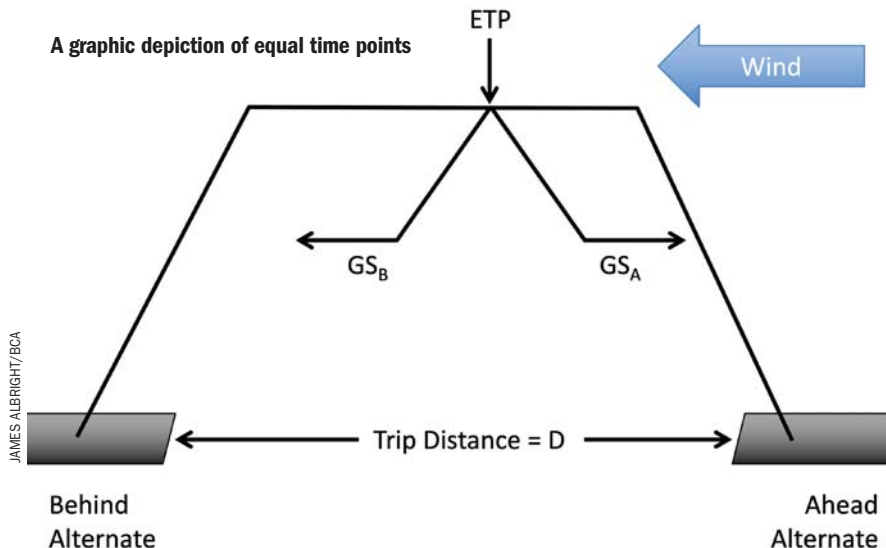 A graphic depiction of equal time points
ETP
Wind
GSB
GSA
JAMES ALBRIGHT/BCA
Trip Distance = D
Behind
Alternate
Ahead
Alternate